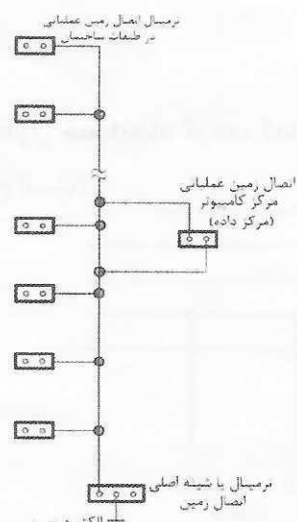 ترمینال اتصال زمین عملیاتی
در طبقات ساختمان
اتصال زمین عملیاتی
مرکز کامپیوتر
(مرکز داده)
ترمینال یا شینه اصلی
اتصال زمین